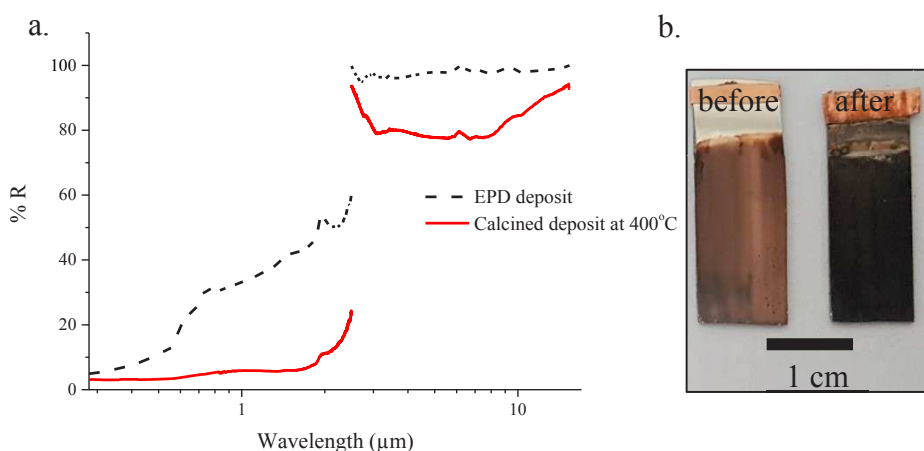 a.
100
80
60
40
20
0
% R
1
10
Wavelength (µm)
EPD deposit
Calcined deposit at 400°C
b.
before
after
1 cm